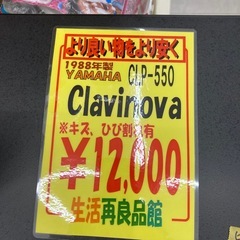 より良い物をより安く
1988年製
YAMAHA CLP-550
Clavinova
※キズ、ひび割れ有
¥12,000
生活再良品館